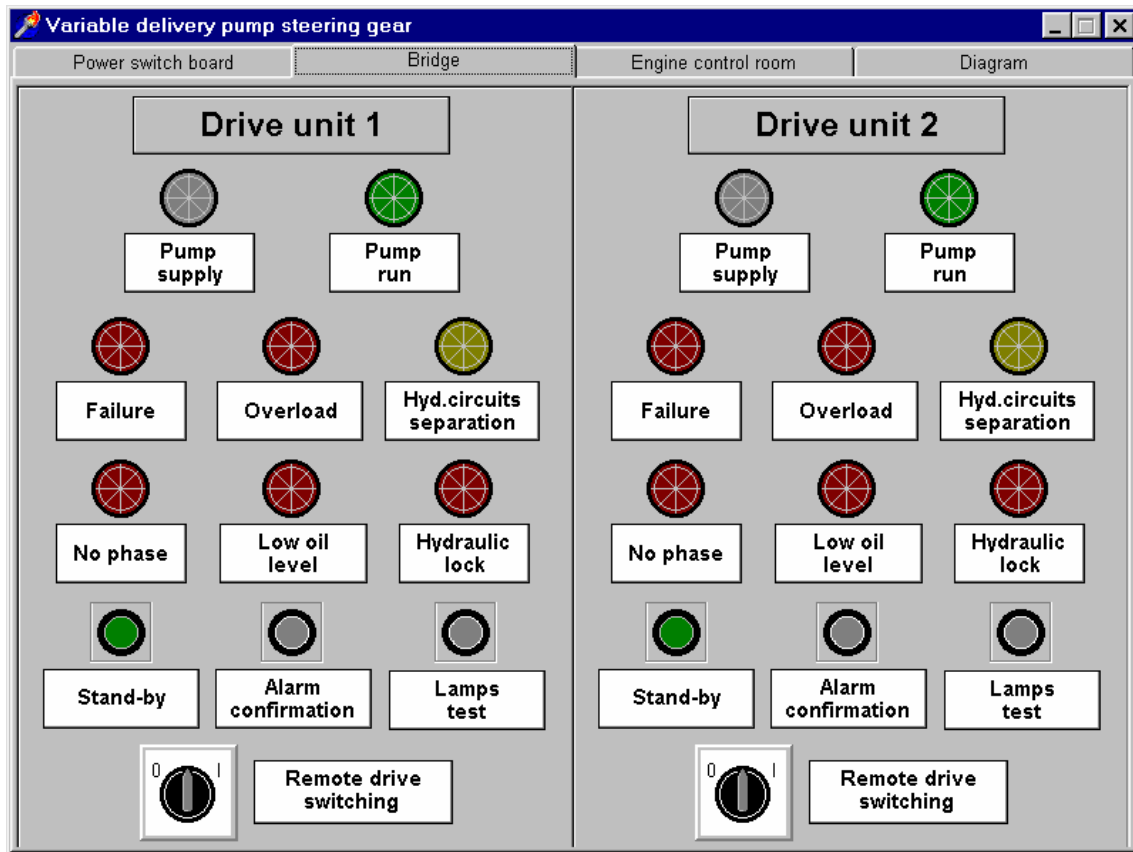 Variable delivery pump steering gear
Power switch board
Bridge
Engine control room
Diagram
Drive unit 1
Pump
supply
Pump
run
Failure
Overload
Hyd.circuits
separation
No phase
Low oil
level
Hydraulic
lock
Stand-by
Alarm
confirmation
Lamps
test
0 I
Remote drive
switching
Drive unit 2
Pump
supply
Pump
run
Failure
Overload
Hyd.circuits
separation
No phase
Low oil
level
Hydraulic
lock
Stand-by
Alarm
confirmation
Lamps
test
0 I
Remote drive
switching